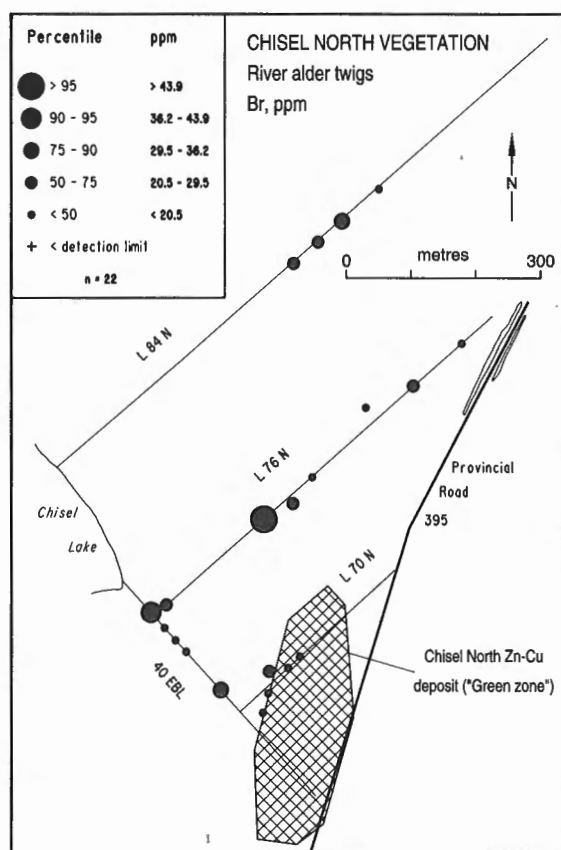 Percentile ppm
> 95 > 43.9
90 - 95 36.2 - 43.9
75 - 90 29.5 - 36.2
50 - 75 20.5 - 29.5
< 50 < 20.5
+ < detection limit
n = 22
CHISEL NORTH VEGETATION
River alder twigs
Br, ppm
N
metres
0 300
L 84 N
L 76 N
Chisel
Lake
Provincial
Road
395
L 70 N
40 EBL
Chisel North Zn-Cu
deposit ("Green zone")
1